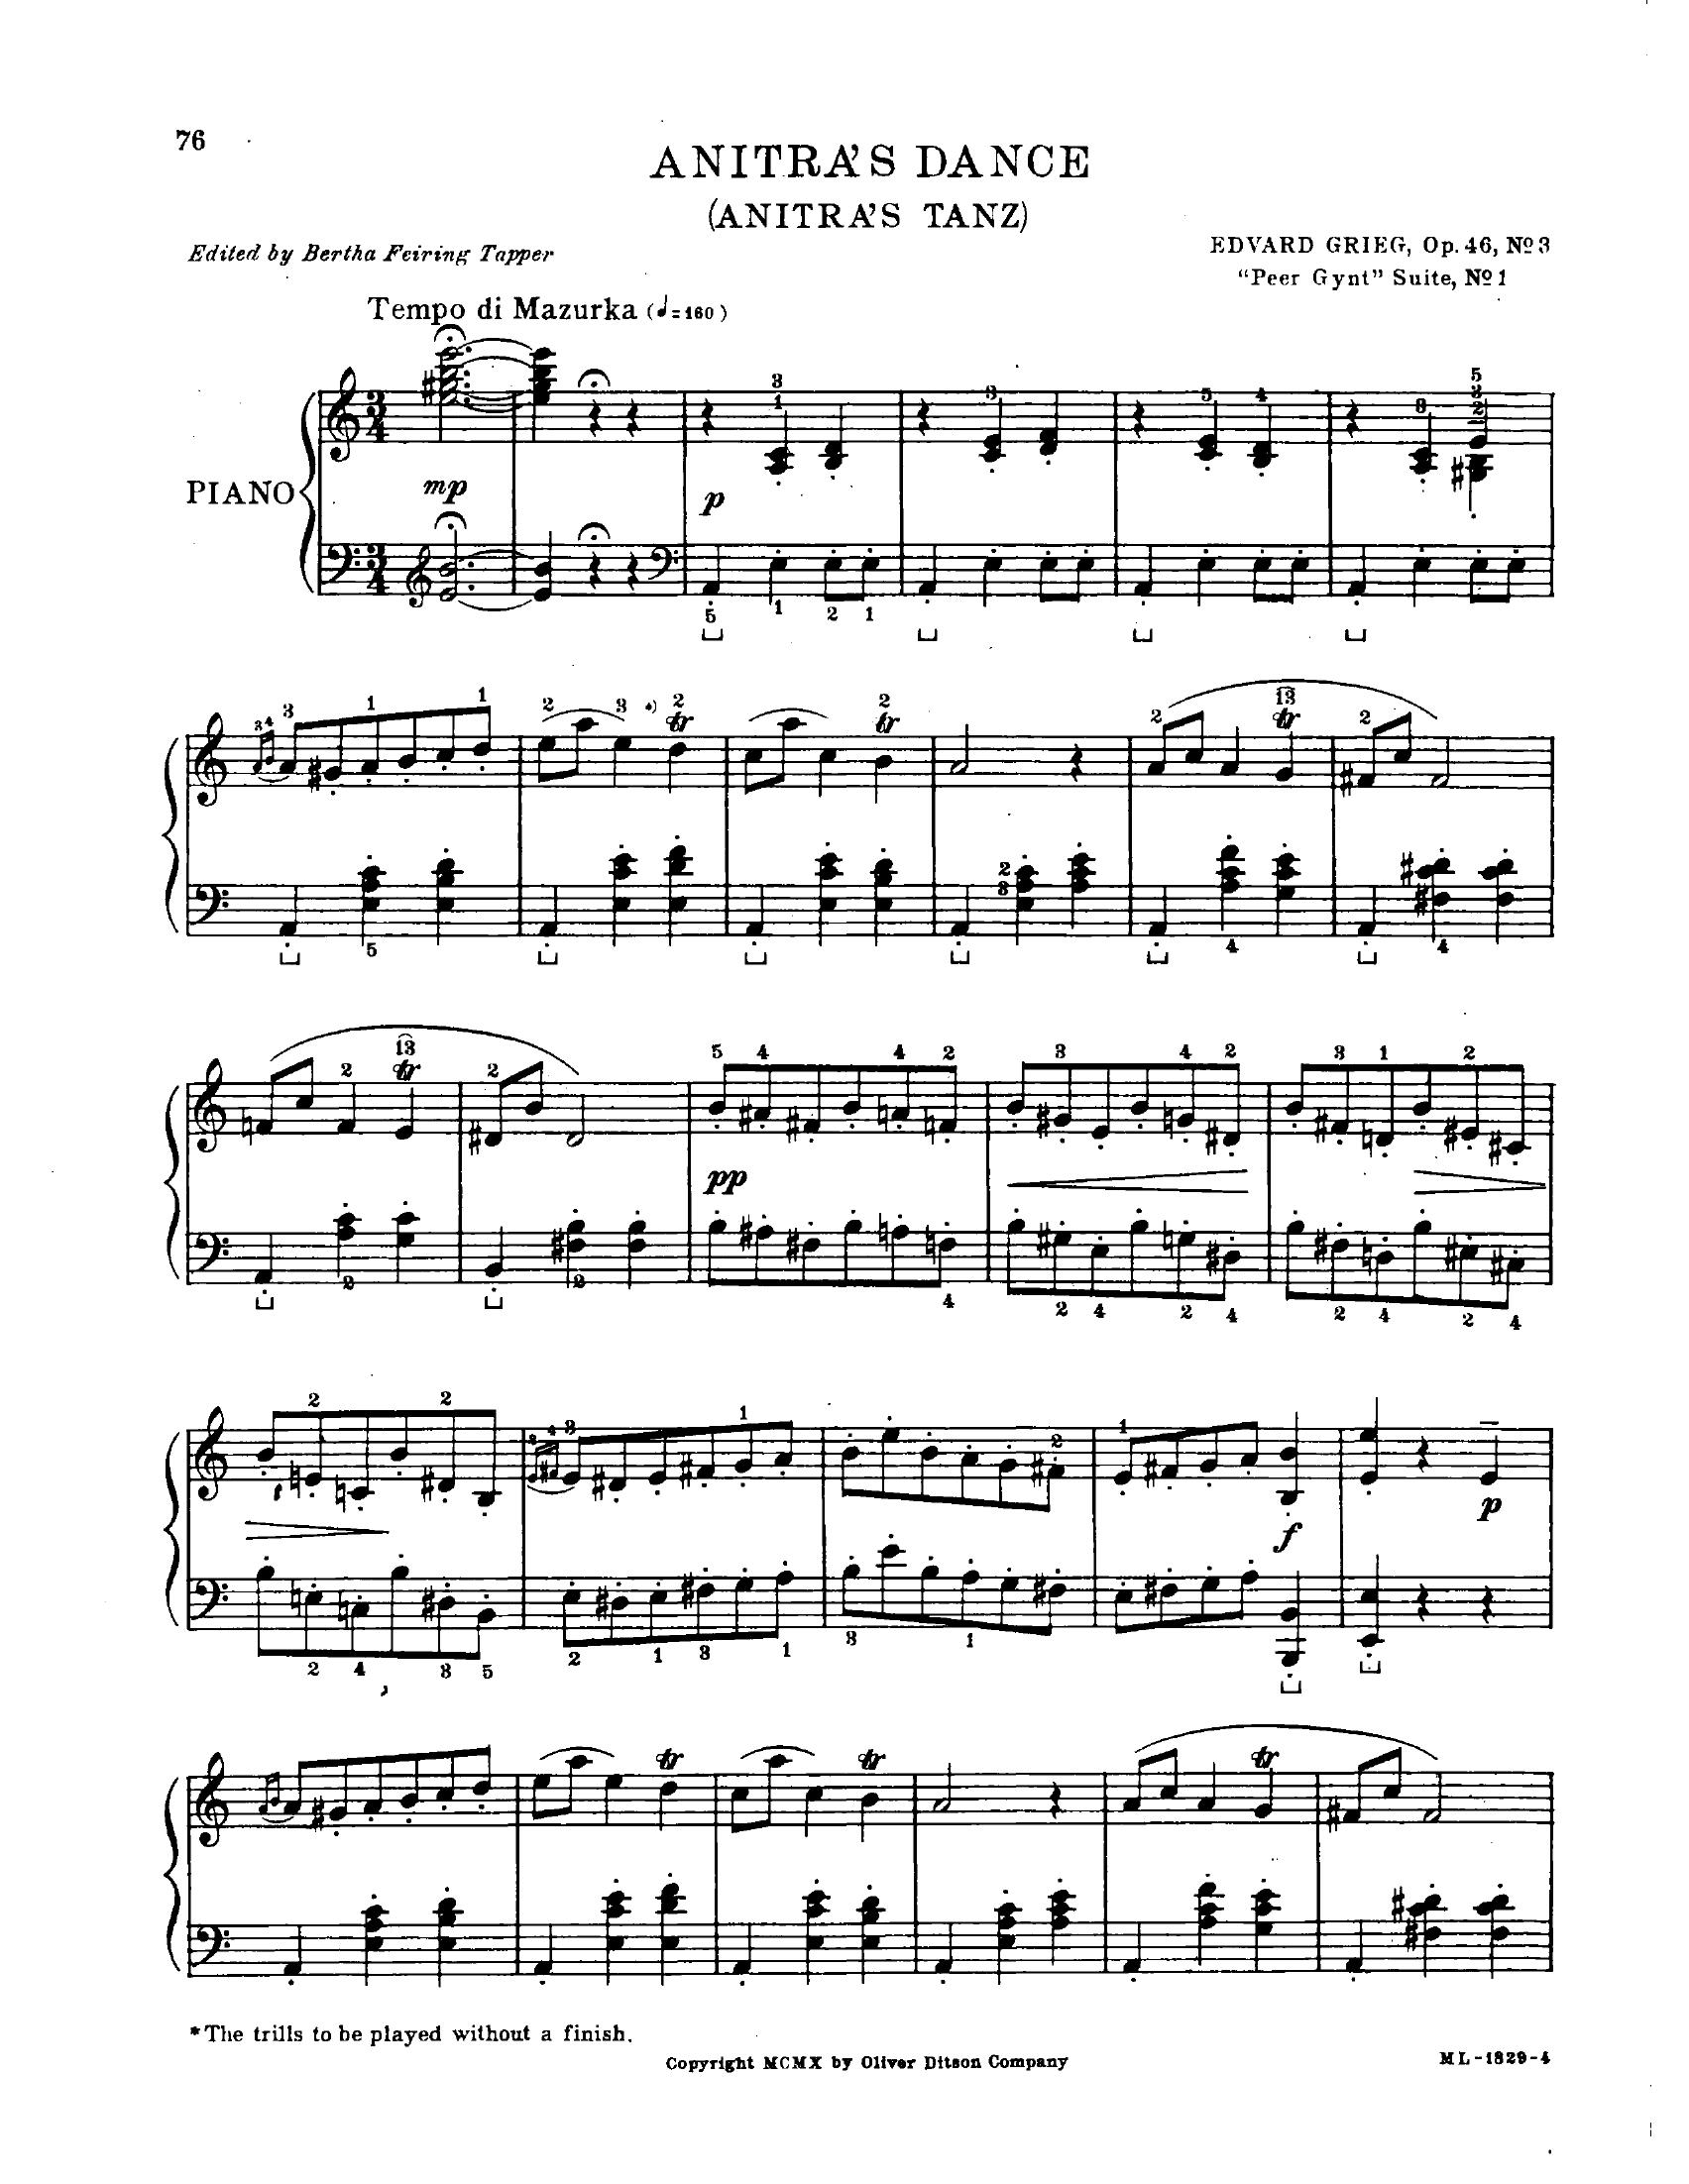 76
ANITRA'S DANCE
(ANITRA'S TANZ)
Edited by Bertha Feiring Tapper
EDVARD GRIEG, Op. 46, No 3
"Peer Gynt" Suite, No 1
Tempo di Mazurka (♩=160)
PIANO
mp
p
pp
f
p
*The trills to be played without a finish.
Copyright MCMX by Oliver Ditson Company
ML-1829-4